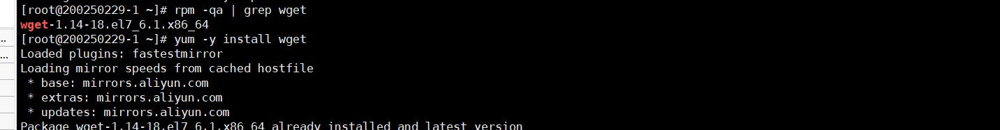 [root@200250229-1 ~]# rpm -qa | grep wget
wget-1.14-18.el7_6.1.x86_64
[root@200250229-1 ~]# yum -y install wget
Loaded plugins: fastestmirror
Loading mirror speeds from cached hostfile
 * base: mirrors.aliyun.com
 * extras: mirrors.aliyun.com
 * updates: mirrors.aliyun.com
Package wget-1.14-18.el7_6.1.x86_64 already installed and latest version